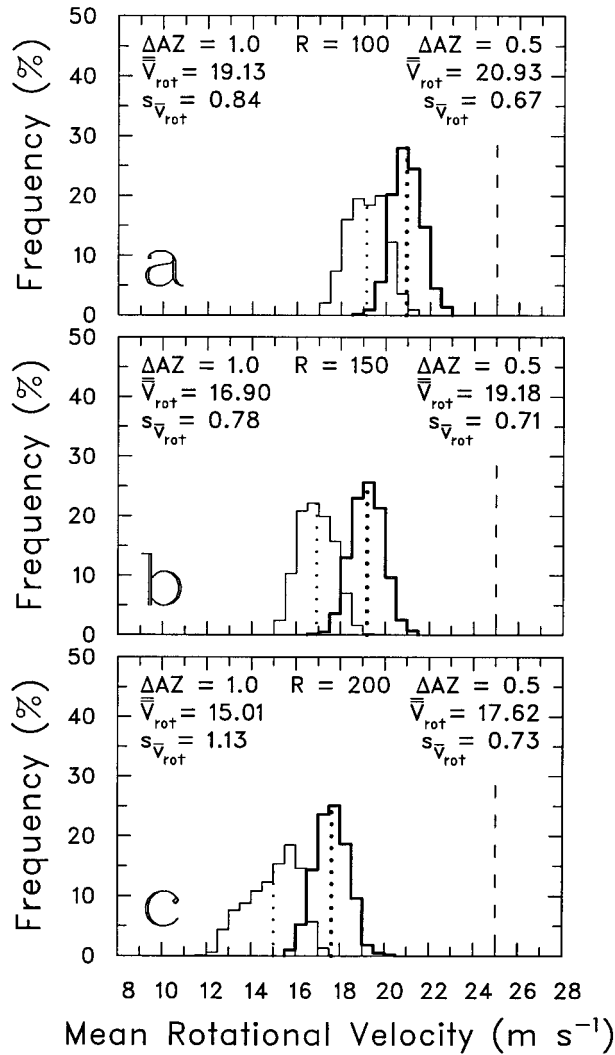 50
40
30
20
10
0
Frequency (%)
ΔAZ = 1.0 R = 100 ΔAZ = 0.5
V̿rot = 19.13 V̿rot = 20.93
sV̅rot = 0.84 sV̅rot = 0.67
a
50
40
30
20
10
0
Frequency (%)
ΔAZ = 1.0 R = 150 ΔAZ = 0.5
V̿rot = 16.90 V̿rot = 19.18
sV̅rot = 0.78 sV̅rot = 0.71
b
50
40
30
20
10
0
Frequency (%)
ΔAZ = 1.0 R = 200 ΔAZ = 0.5
V̿rot = 15.01 V̿rot = 17.62
sV̅rot = 1.13 sV̅rot = 0.73
c
8 10 12 14 16 18 20 22 24 26 28
Mean Rotational Velocity (m s⁻¹)